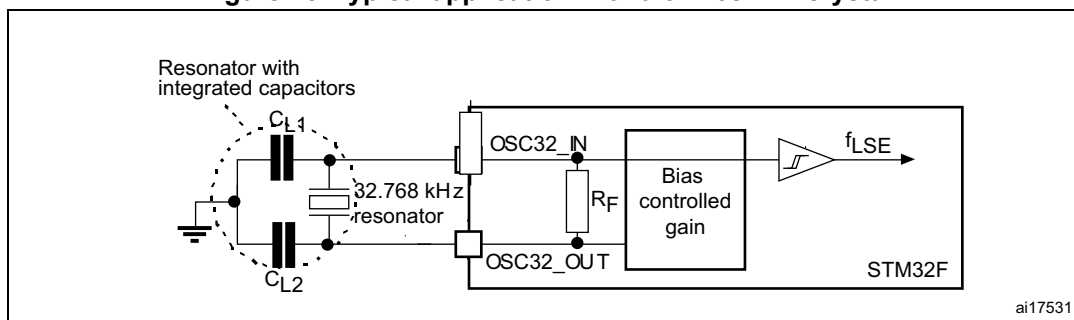 Resonator with
integrated capacitors
CL1
OSC32_IN
fLSE
32.768 kHz
resonator
RF
Bias
controlled
gain
OSC32_OUT
CL2
STM32F
ai17531